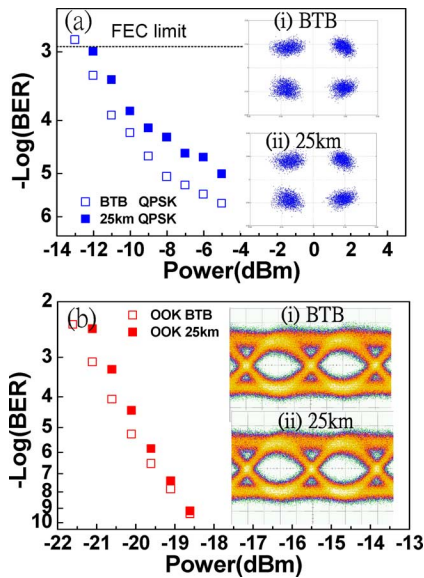 (a)
FEC limit
(i) BTB
(ii) 25km
3
4
5
6
-Log(BER)
BTB QPSK
25km QPSK
-14 -12 -10 -8 -6 -4 -2 0 2 4
Power(dBm)
(b)
OOK BTB
OOK 25km
(i) BTB
(ii) 25km
2
3
4
5
6
7
8
9
10
-Log(BER)
-22 -21 -20 -19 -18 -17 -16 -15 -14 -13
Power(dBm)